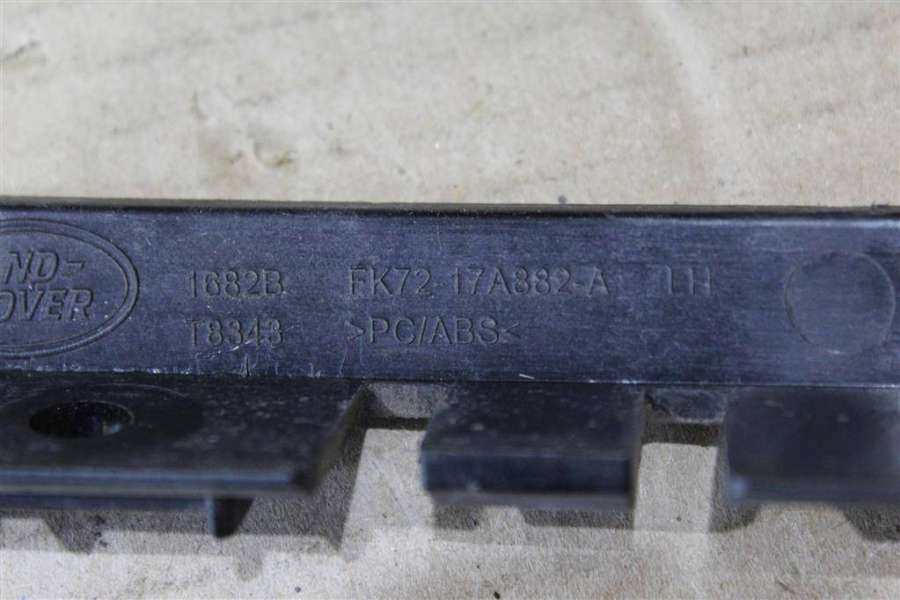 ND-
OVER
1682B FK72-17A882-A LH
T8343 >PC/ABS<